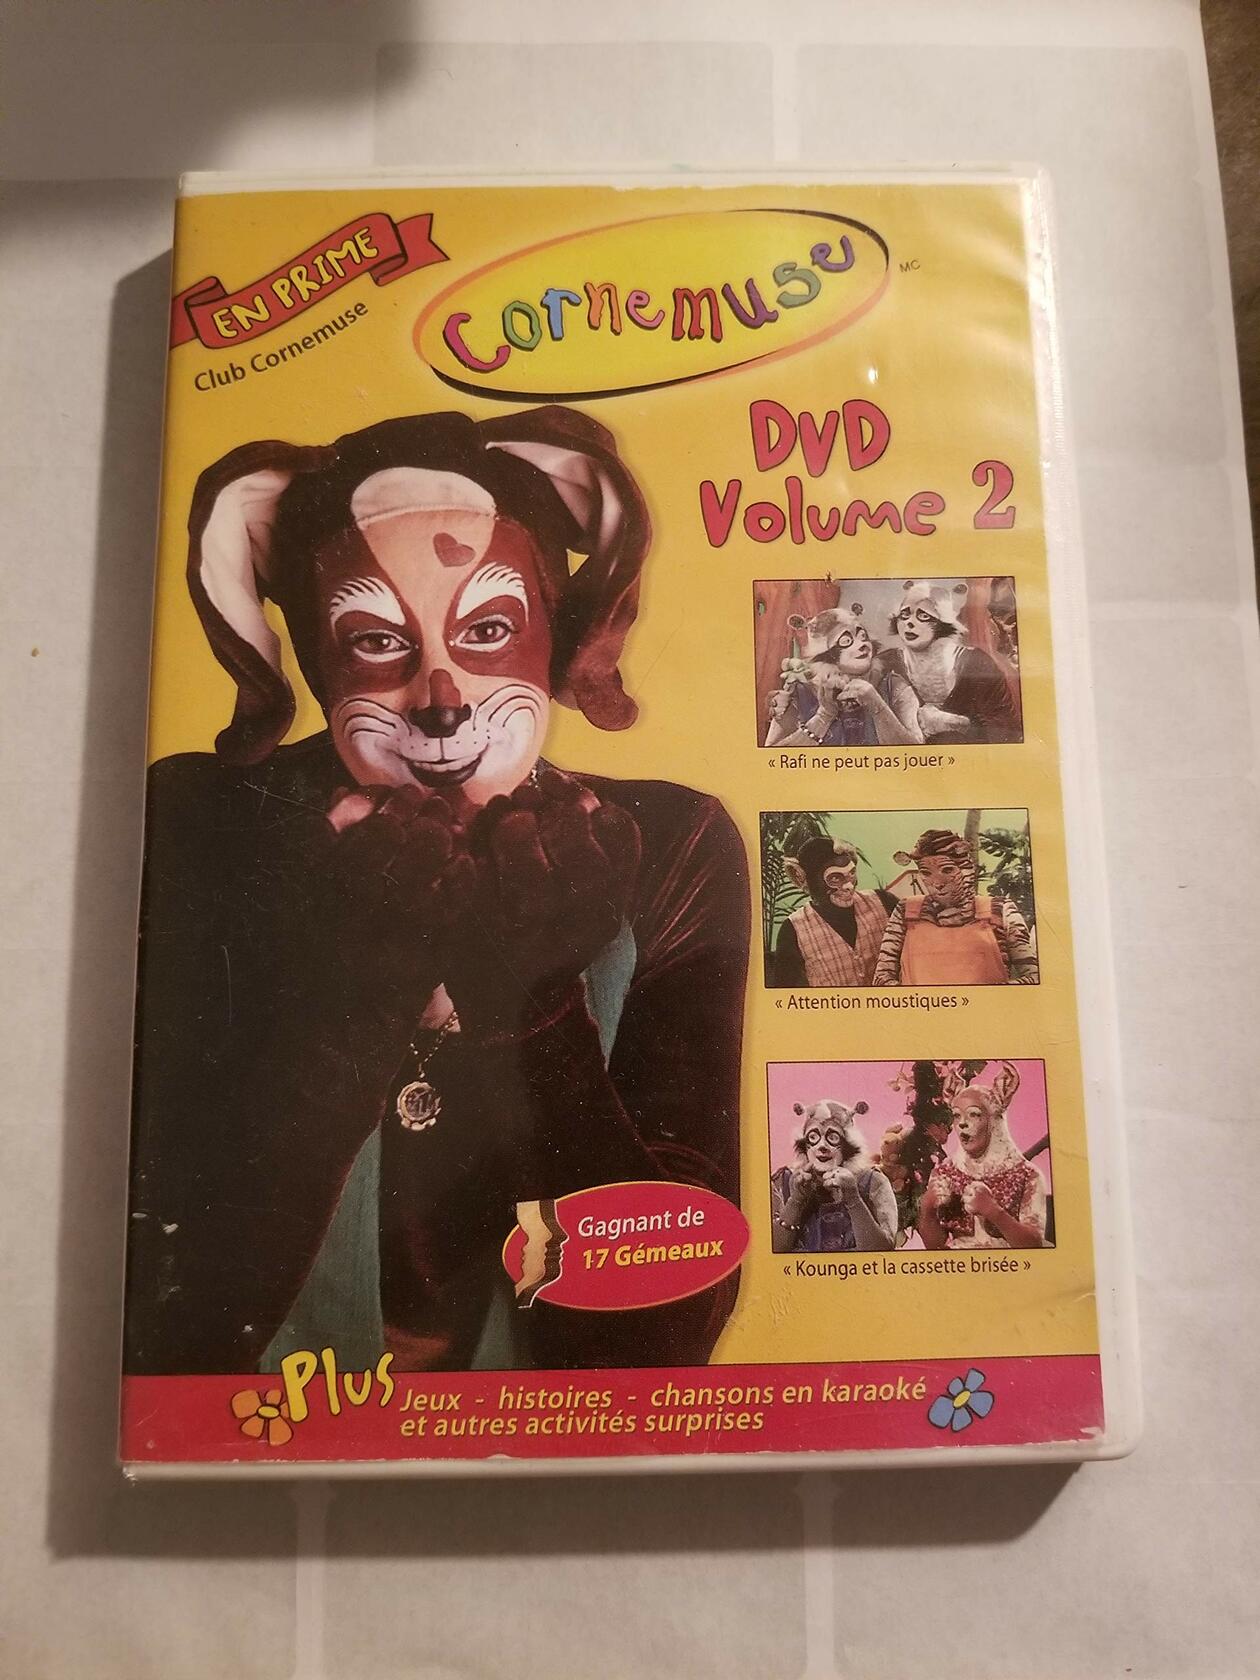 EN PRIME
Club Cornemuse
Cornemuse MC
DVD
Volume 2
« Rafi ne peut pas jouer »
« Attention moustiques »
« Kounga et la cassette brisée »
Gagnant de
17 Gémeaux
Plus
Jeux - histoires - chansons en karaoké
et autres activités surprises